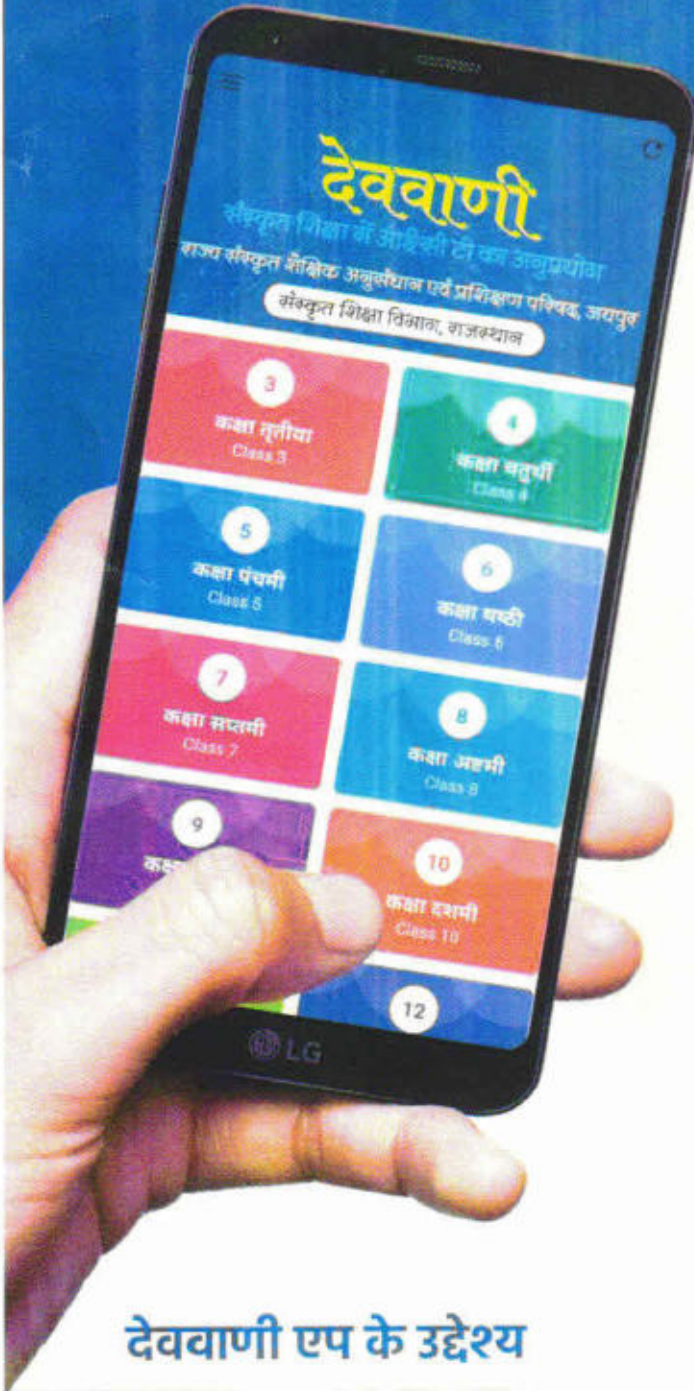 देववाणी
संस्कृत शिक्षा में आईसी टी का अनुप्रयोग
राज्य संस्कृत शैक्षिक अनुसंधान एवं प्रशिक्षण परिषद, जयपुर
संस्कृत शिक्षा विभाग, राजस्थान
3
कक्षा तृतीया
Class 3
4
कक्षा चतुर्थी
Class 4
5
कक्षा पंचमी
Class 5
6
कक्षा षष्ठी
Class 6
7
कक्षा सप्तमी
Class 7
8
कक्षा अष्टमी
Class 8
9
10
कक्षा दशमी
Class 10
12
LG
देववाणी एप के उद्देश्य